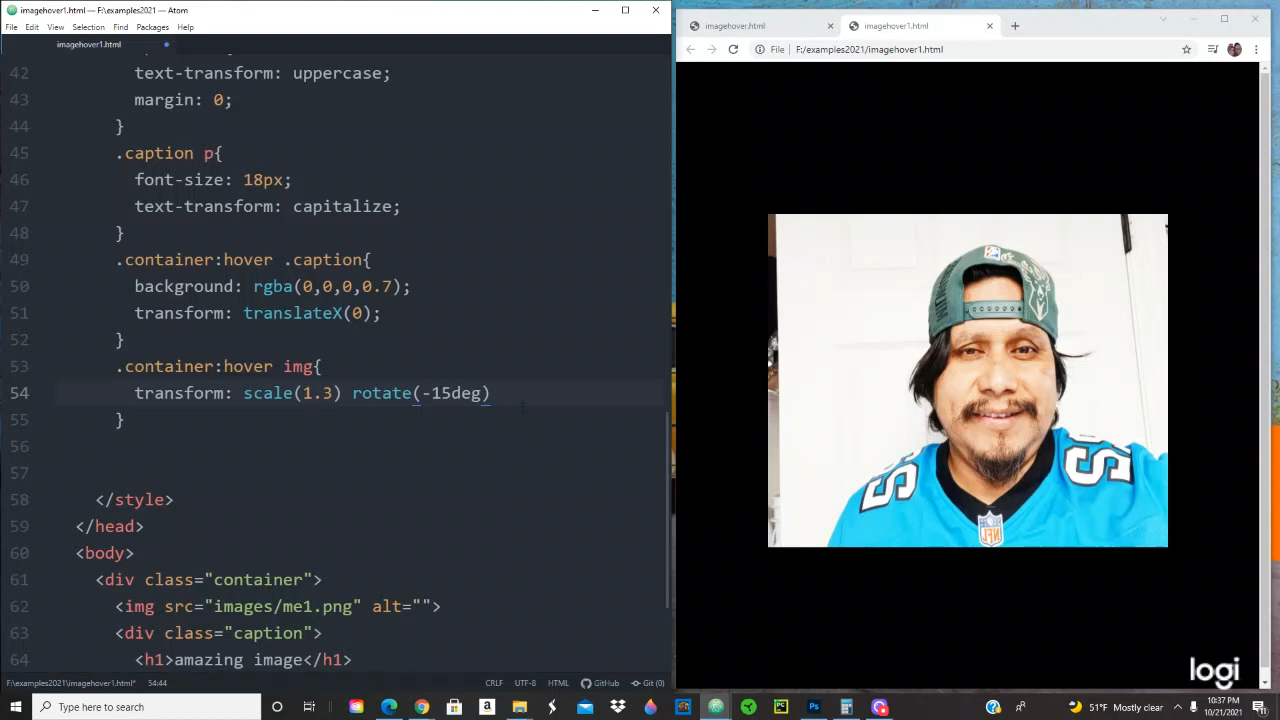 imagehover1.html — F:\examples2021 — Atom
File Edit View Selection Find Packages Help
imagehover1.html
42 text-transform: uppercase;
43 margin: 0;
44 }
45 .caption p{
46 font-size: 18px;
47 text-transform: capitalize;
48 }
49 .container:hover .caption{
50 background: rgba(0,0,0,0.7);
51 transform: translateX(0);
52 }
53 .container:hover img{
54 transform: scale(1.3) rotate(-15deg)
55 }
56
57
58 </style>
59 </head>
60 <body>
61 <div class="container">
62 <img src="images/me1.png" alt="">
63 <div class="caption">
64 <h1>amazing image</h1>
F:\examples2021\imagehover1.html* 54:44 CRLF UTF-8 HTML GitHub Git (0)
imagehover.html imagehover1.html
File F:/examples2021/imagehover1.html
NFL
logi
Type here to search
51°F Mostly clear
10:37 PM
10/21/2021